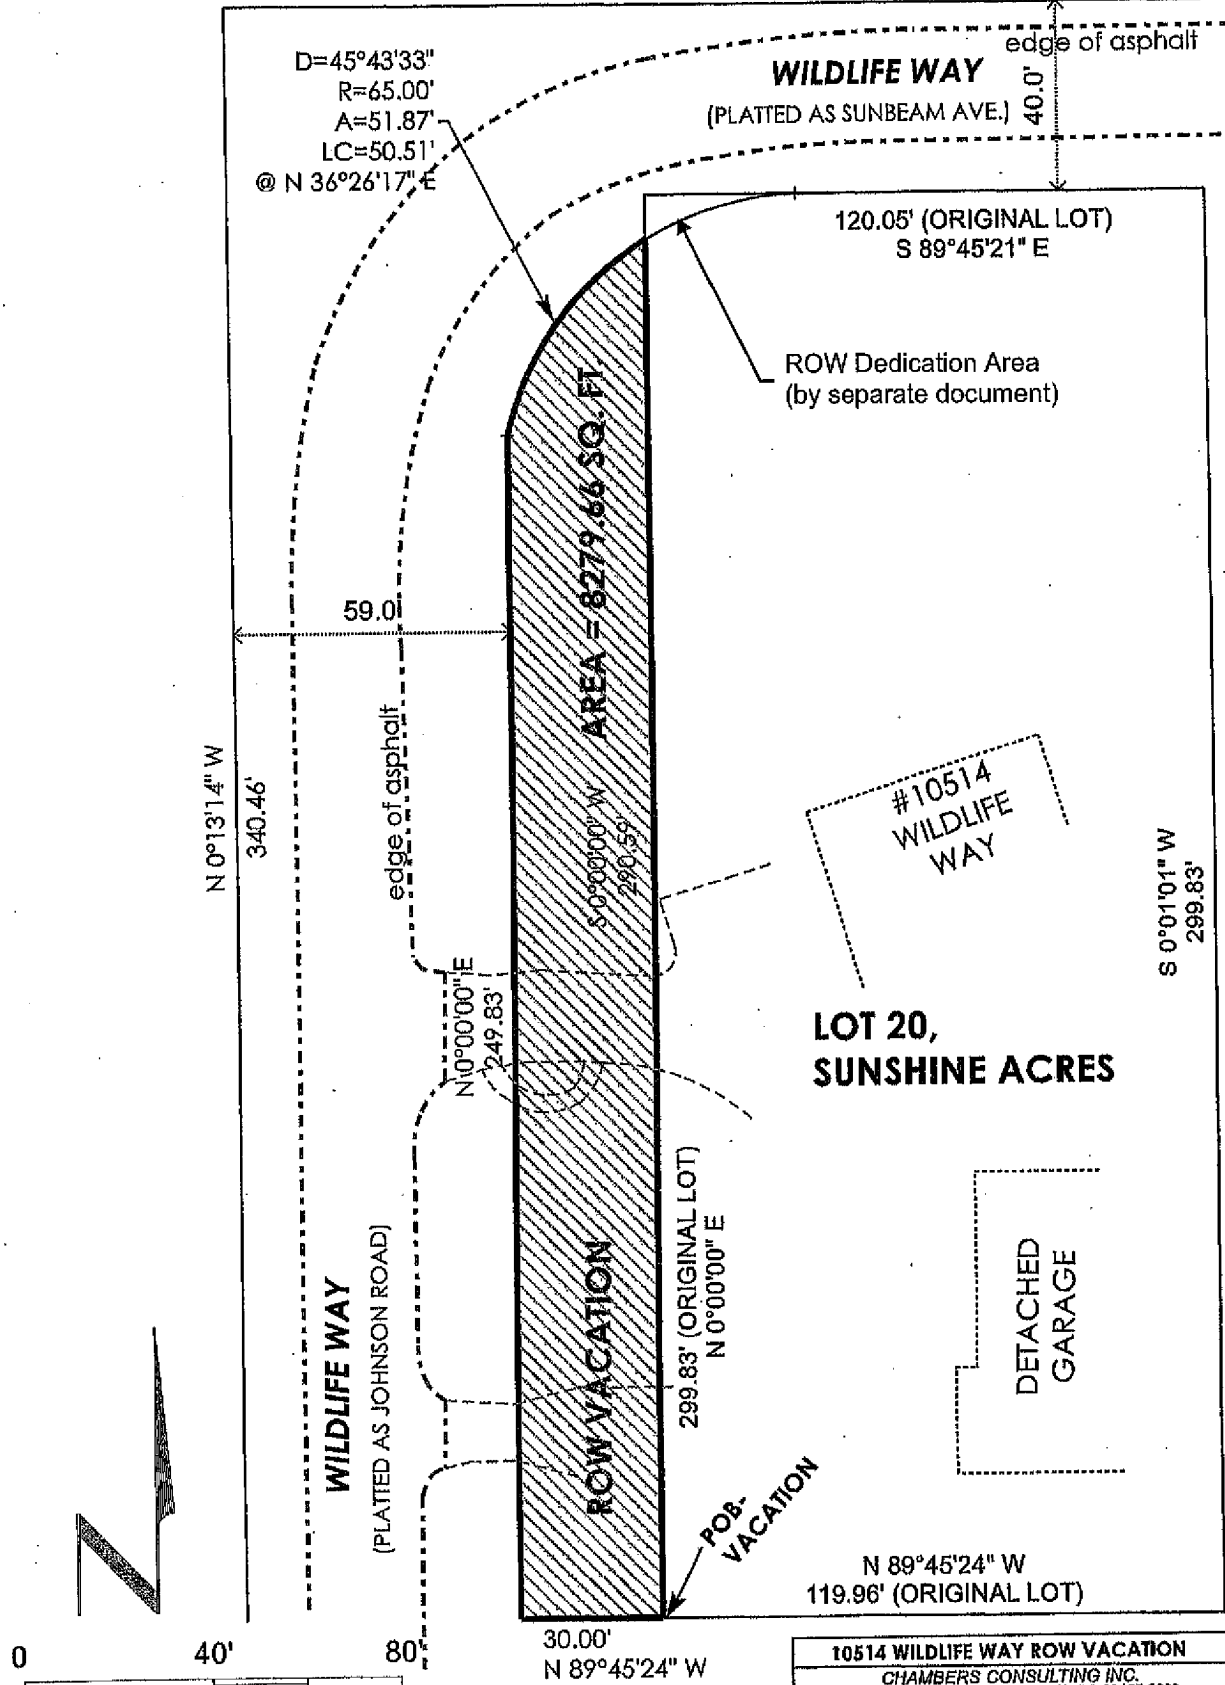 D=45°43'33"
R=65.00'
A=51.87'
LC=50.51'
@ N 36°26'17" E
edge of asphalt
WILDLIFE WAY
(PLATTED AS SUNBEAM AVE.)
40.0'
120.05' (ORIGINAL LOT)
S 89°45'21" E
ROW Dedication Area
(by separate document)
AREA = 8279.66 SQ. FT.
59.0
N 0°13'14" W
340.46'
edge of asphalt
S 0°00'00" W
290.59'
#10514
WILDLIFE
WAY
S 0°01'01" W
299.83'
N 0°00'00" E
249.83'
LOT 20,
SUNSHINE ACRES
299.83' (ORIGINAL LOT)
N 0°00'00" E
DETACHED
GARAGE
WILDLIFE WAY
(PLATTED AS JOHNSON ROAD)
ROW VACATION
POB-
VACATION
N 89°45'24" W
119.96' (ORIGINAL LOT)
N
0 40' 80'
30.00'
N 89°45'24" W
10514 WILDLIFE WAY ROW VACATION
CHAMBERS CONSULTING INC.